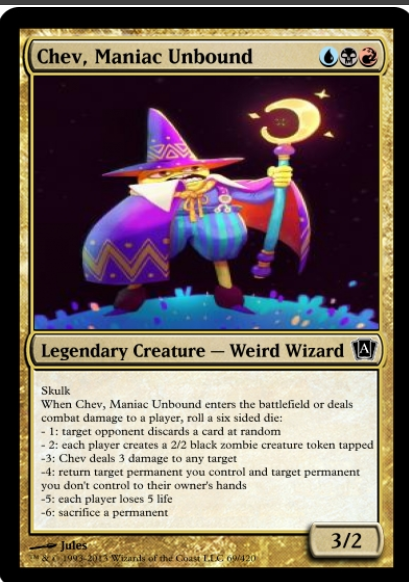 Chev, Maniac Unbound
Legendary Creature — Weird Wizard A
Skulk
When Chev, Maniac Unbound enters the battlefield or deals
combat damage to a player, roll a six sided die:
- 1: target opponent discards a card at random
- 2: each player creates a 2/2 black zombie creature token tapped
-3: Chev deals 3 damage to any target
-4: return target permanent you control and target permanent
you don't control to their owner's hands
-5: each player loses 5 life
-6: sacrifice a permanent
3/2
Jules
™ & © 1993-2013 Wizards of the Coast LLC 69/420